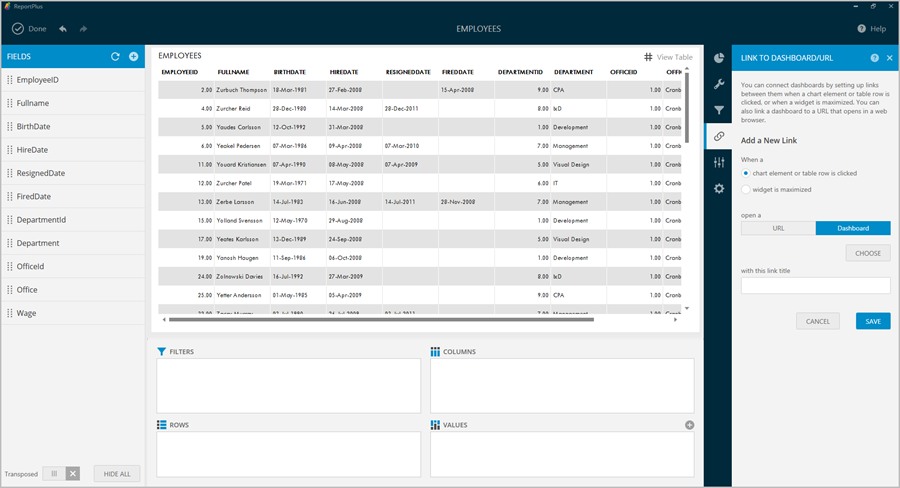 ReportPlus
Done
EMPLOYEES
Help
FIELDS
EmployeeID
Fullname
BirthDate
HireDate
ResignedDate
FiredDate
DepartmentId
Department
OfficeId
Office
Wage
Transposed
HIDE ALL
EMPLOYEES
View Table
EMPLOYEEID FULLNAME BIRTHDATE HIREDATE RESIGNEDDATE FIREDDATE DEPARTMENTID DEPARTMENT OFFICEID OFFIC
2.00 Zurbuch Thompson 18-Mar-1981 27-Feb-2008 15-Apr-2008 9.00 CPA 1.00 Cranb
4.00 Zurcher Reid 28-Dec-1980 14-Mar-2008 28-Dec-2011 8.00 IxD 1.00 Cranb
5.00 Youdes Carlsson 12-Oct-1992 31-Mar-2008 1.00 Development 1.00 Cranb
6.00 Yeakel Pedersen 07-Mar-1986 09-Apr-2008 07-Mar-2010 7.00 Management 1.00 Cranb
11.00 Youard Kristiansen 07-Apr-1990 08-May-2008 07-Apr-2009 5.00 Visual Design 1.00 Cranb
12.00 Zurcher Patel 19-Mar-1971 17-May-2008 6.00 IT 1.00 Cranb
13.00 Zerbe Larsson 14-Jul-1983 16-Jun-2008 14-Jul-2011 28-Nov-2008 7.00 Management 1.00 Cranb
15.00 Yolland Svensson 12-May-1970 29-Aug-2008 1.00 Development 1.00 Cranb
17.00 Yeates Karlsson 13-Dec-1989 24-Sep-2008 5.00 Visual Design 1.00 Cranb
19.00 Yanosh Haugen 11-Sep-1986 06-Oct-2008 1.00 Development 1.00 Cranb
24.00 Zolnowski Davies 16-Jul-1992 27-Mar-2009 8.00 IxD 1.00 Cranb
25.00 Yetter Andersson 01-May-1985 05-Apr-2009 9.00 CPA 1.00 Cranb
FILTERS
COLUMNS
ROWS
VALUES
LINK TO DASHBOARD/URL
You can connect dashboards by setting up links
between them when a chart element or table row is
clicked, or when a widget is maximized. You can
also link a dashboard to a URL that opens in a web
browser.
Add a New Link
When a
chart element or table row is clicked
widget is maximized
open a
URL Dashboard
CHOOSE
with this link title
CANCEL SAVE